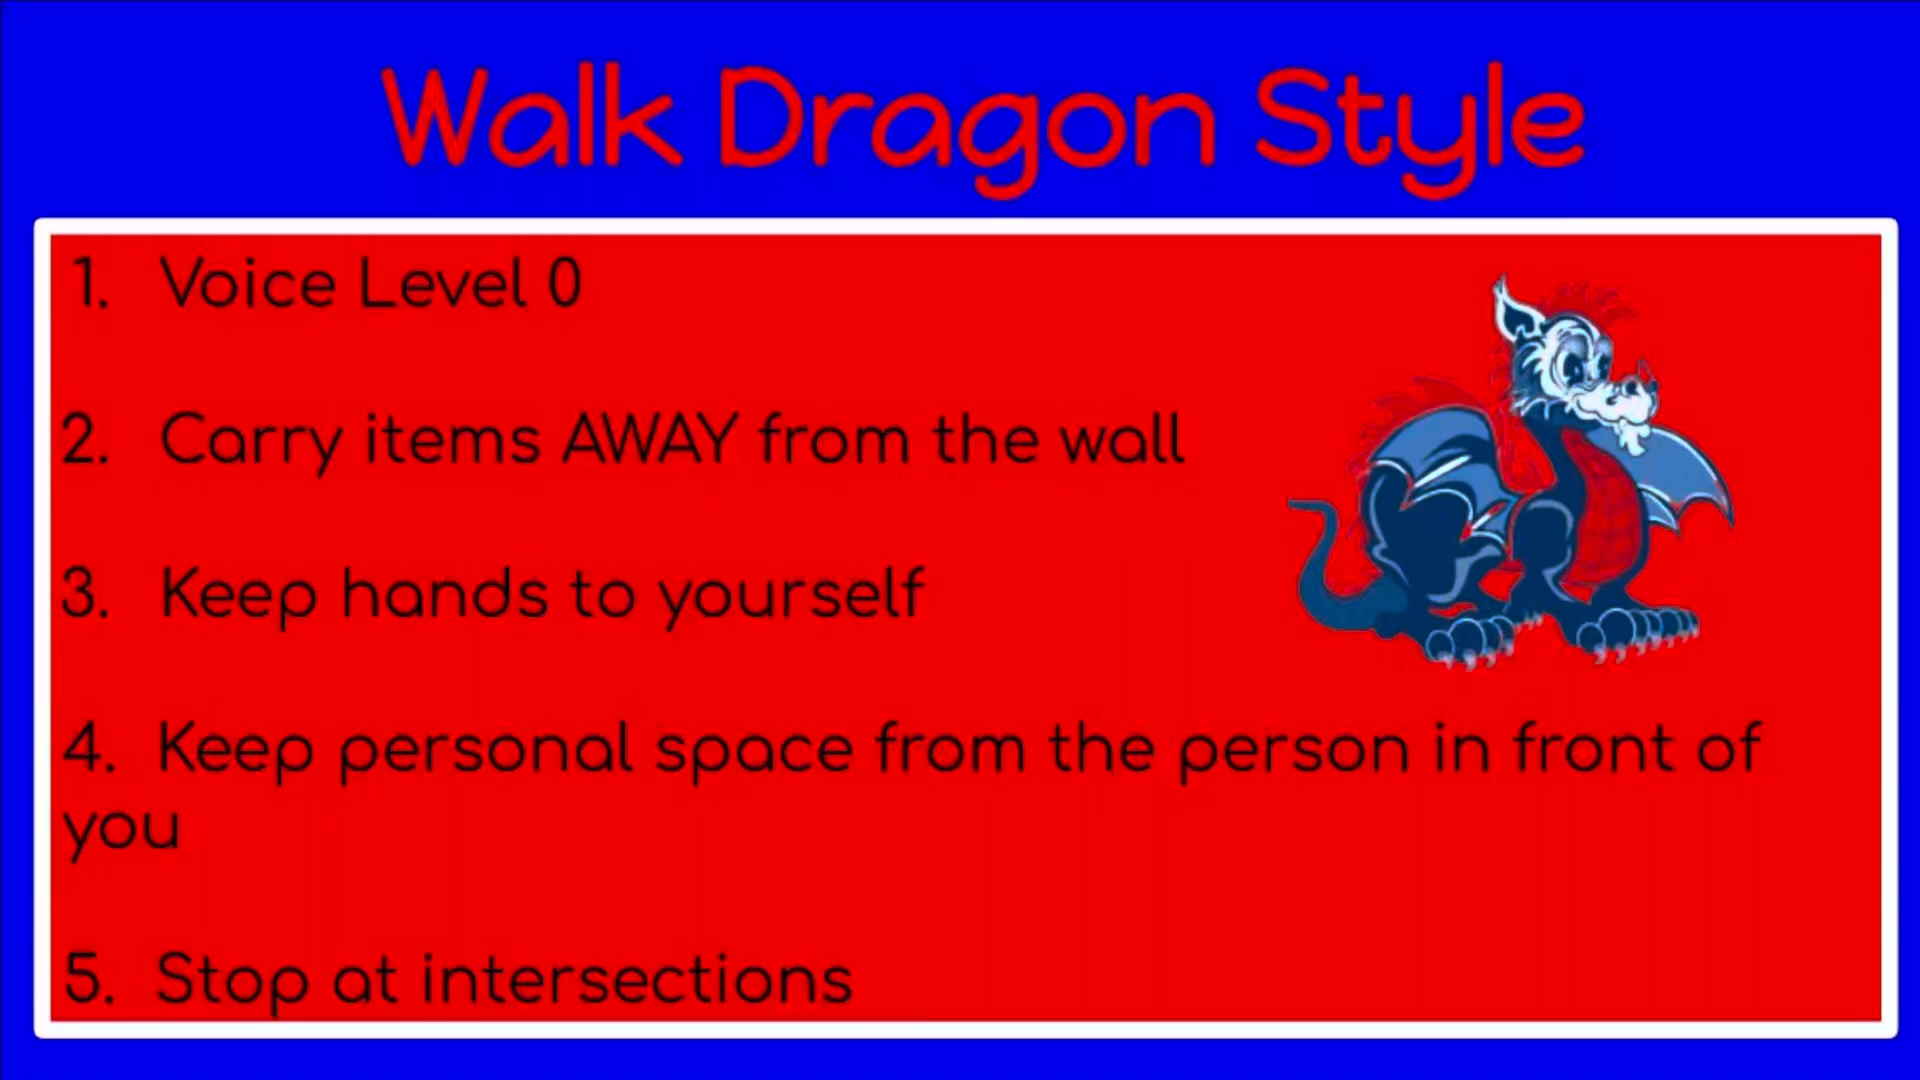 Walk Dragon Style
1. Voice Level 0
2. Carry items AWAY from the wall
3. Keep hands to yourself
4. Keep personal space from the person in front of
you
5. Stop at intersections